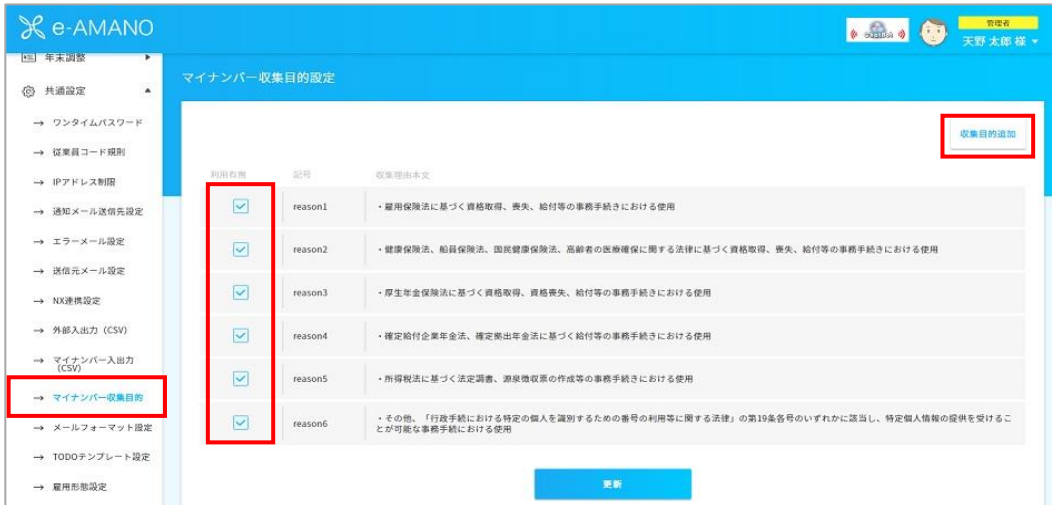 e-AMANO
管理者
天野 太郎 様
年末調整
共通設定
→ ワンタイムパスワード
→ 従業員コード規則
→ IPアドレス制限
→ 通知メール送信先設定
→ エラーメール設定
→ 送信元メール設定
→ NX連携設定
→ 外部入出力 (CSV)
→ マイナンバー入出力
(CSV)
→ マイナンバー収集目的
→ メールフォーマット設定
→ TODOテンプレート設定
→ 雇用形態設定
マイナンバー収集目的設定
収集目的追加
利用有無 記号 収集理由本文
reason1 ・雇用保険法に基づく資格取得、喪失、給付等の事務手続きにおける使用
reason2 ・健康保険法、船員保険法、国民健康保険法、高齢者の医療確保に関する法律に基づく資格取得、喪失、給付等の事務手続きにおける使用
reason3 ・厚生年金保険法に基づく資格取得、資格喪失、給付等の事務手続きにおける使用
reason4 ・確定給付企業年金法、確定拠出年金法に基づく給付等の事務手続きにおける使用
reason5 ・所得税法に基づく法定調書、源泉徴収票の作成等の事務手続きにおける使用
reason6 ・その他、「行政手続における特定の個人を識別するための番号の利用等に関する法律」の第19条各号のいずれかに該当し、特定個人情報の提供を受けるこ
とが可能な事務手続における使用
更新